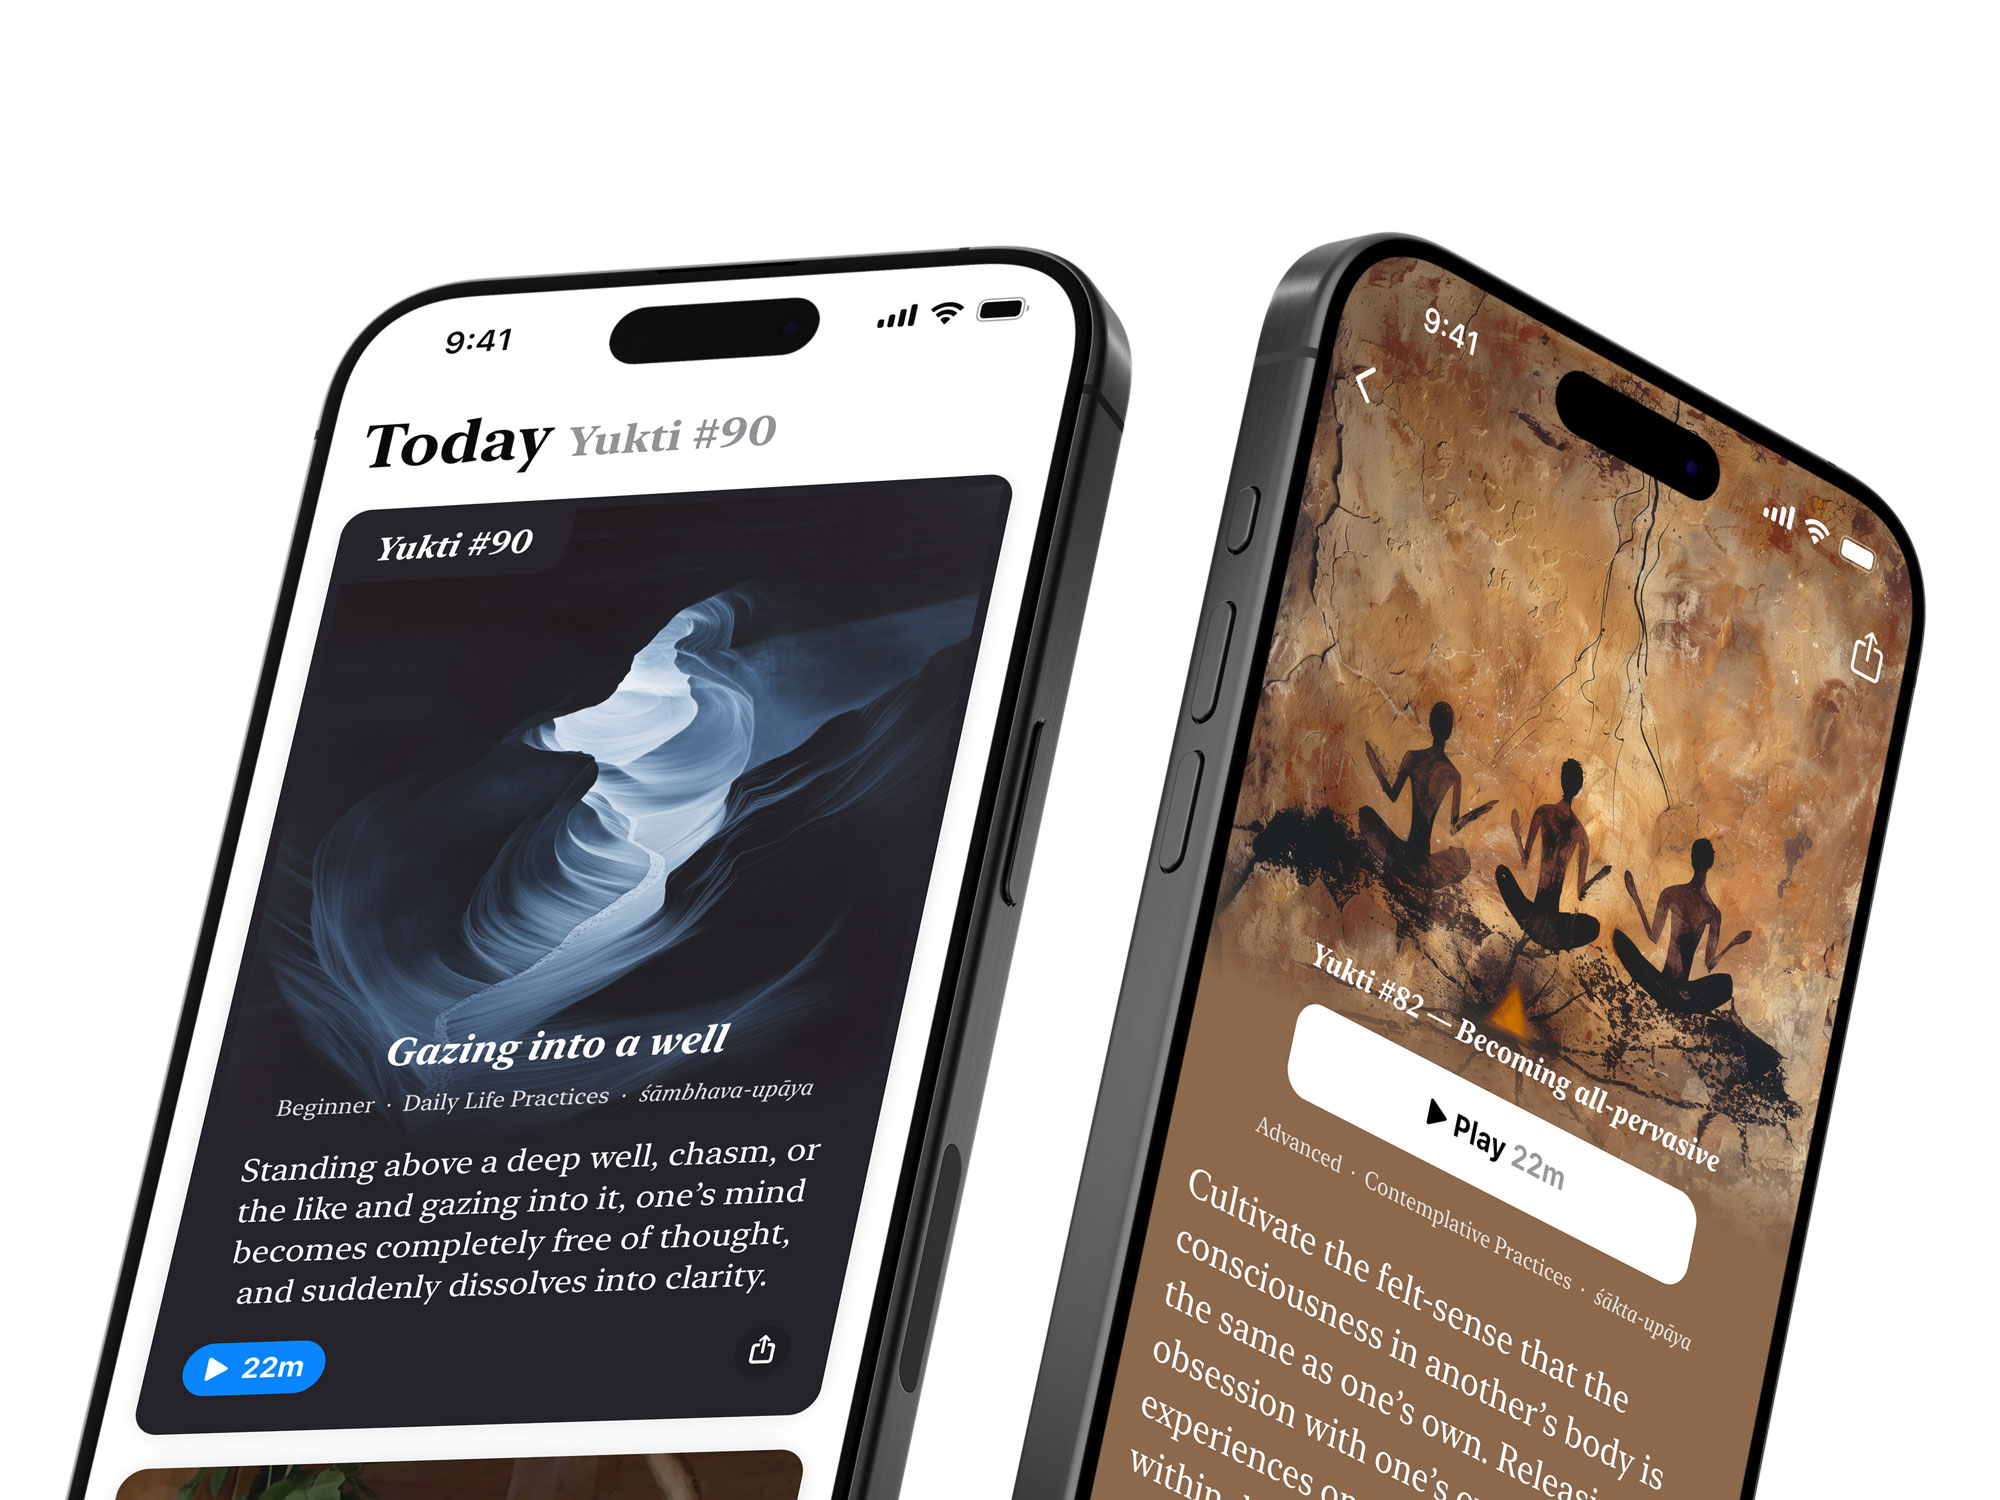 9:41
Today Yukti #90
Yukti #90
Gazing into a well
Beginner · Daily Life Practices · śāmbhava-upāya
Standing above a deep well, chasm, or
the like and gazing into it, one’s mind
becomes completely free of thought,
and suddenly dissolves into clarity.
22m
9:41
Yukti #82 — Becoming all-pervasive
Play 22m
Advanced · Contemplative Practices · śākta-upāya
Cultivate the felt-sense that the
consciousness in another’s body is
the same as one’s own. Releasi
obsession with one’s
experiences
within,